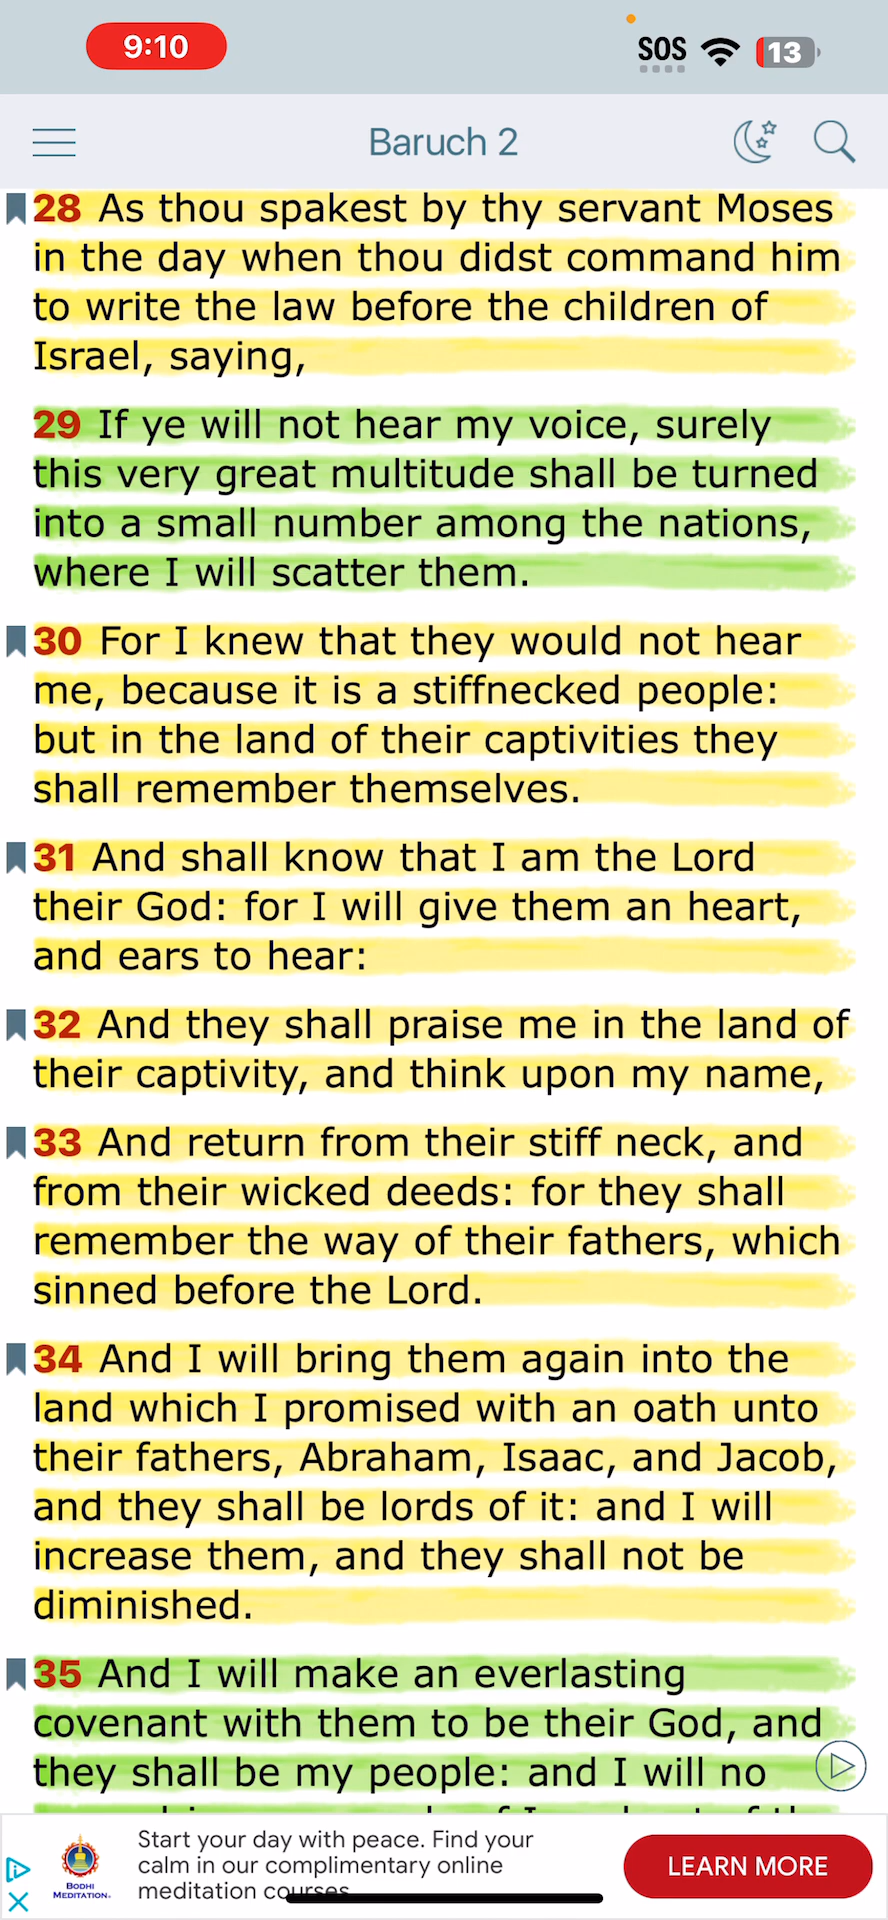 9:10
SOS
13
Baruch 2
28 As thou spakest by thy servant Moses
in the day when thou didst command him
to write the law before the children of
Israel, saying,
29 If ye will not hear my voice, surely
this very great multitude shall be turned
into a small number among the nations,
where I will scatter them.
30 For I knew that they would not hear
me, because it is a stiffnecked people:
but in the land of their captivities they
shall remember themselves.
31 And shall know that I am the Lord
their God: for I will give them an heart,
and ears to hear:
32 And they shall praise me in the land of
their captivity, and think upon my name,
33 And return from their stiff neck, and
from their wicked deeds: for they shall
remember the way of their fathers, which
sinned before the Lord.
34 And I will bring them again into the
land which I promised with an oath unto
their fathers, Abraham, Isaac, and Jacob,
and they shall be lords of it: and I will
increase them, and they shall not be
diminished.
35 And I will make an everlasting
covenant with them to be their God, and
they shall be my people: and I will no
Start your day with peace. Find your
calm in our complimentary online
meditation courses
BODHI
MEDITATION.
LEARN MORE